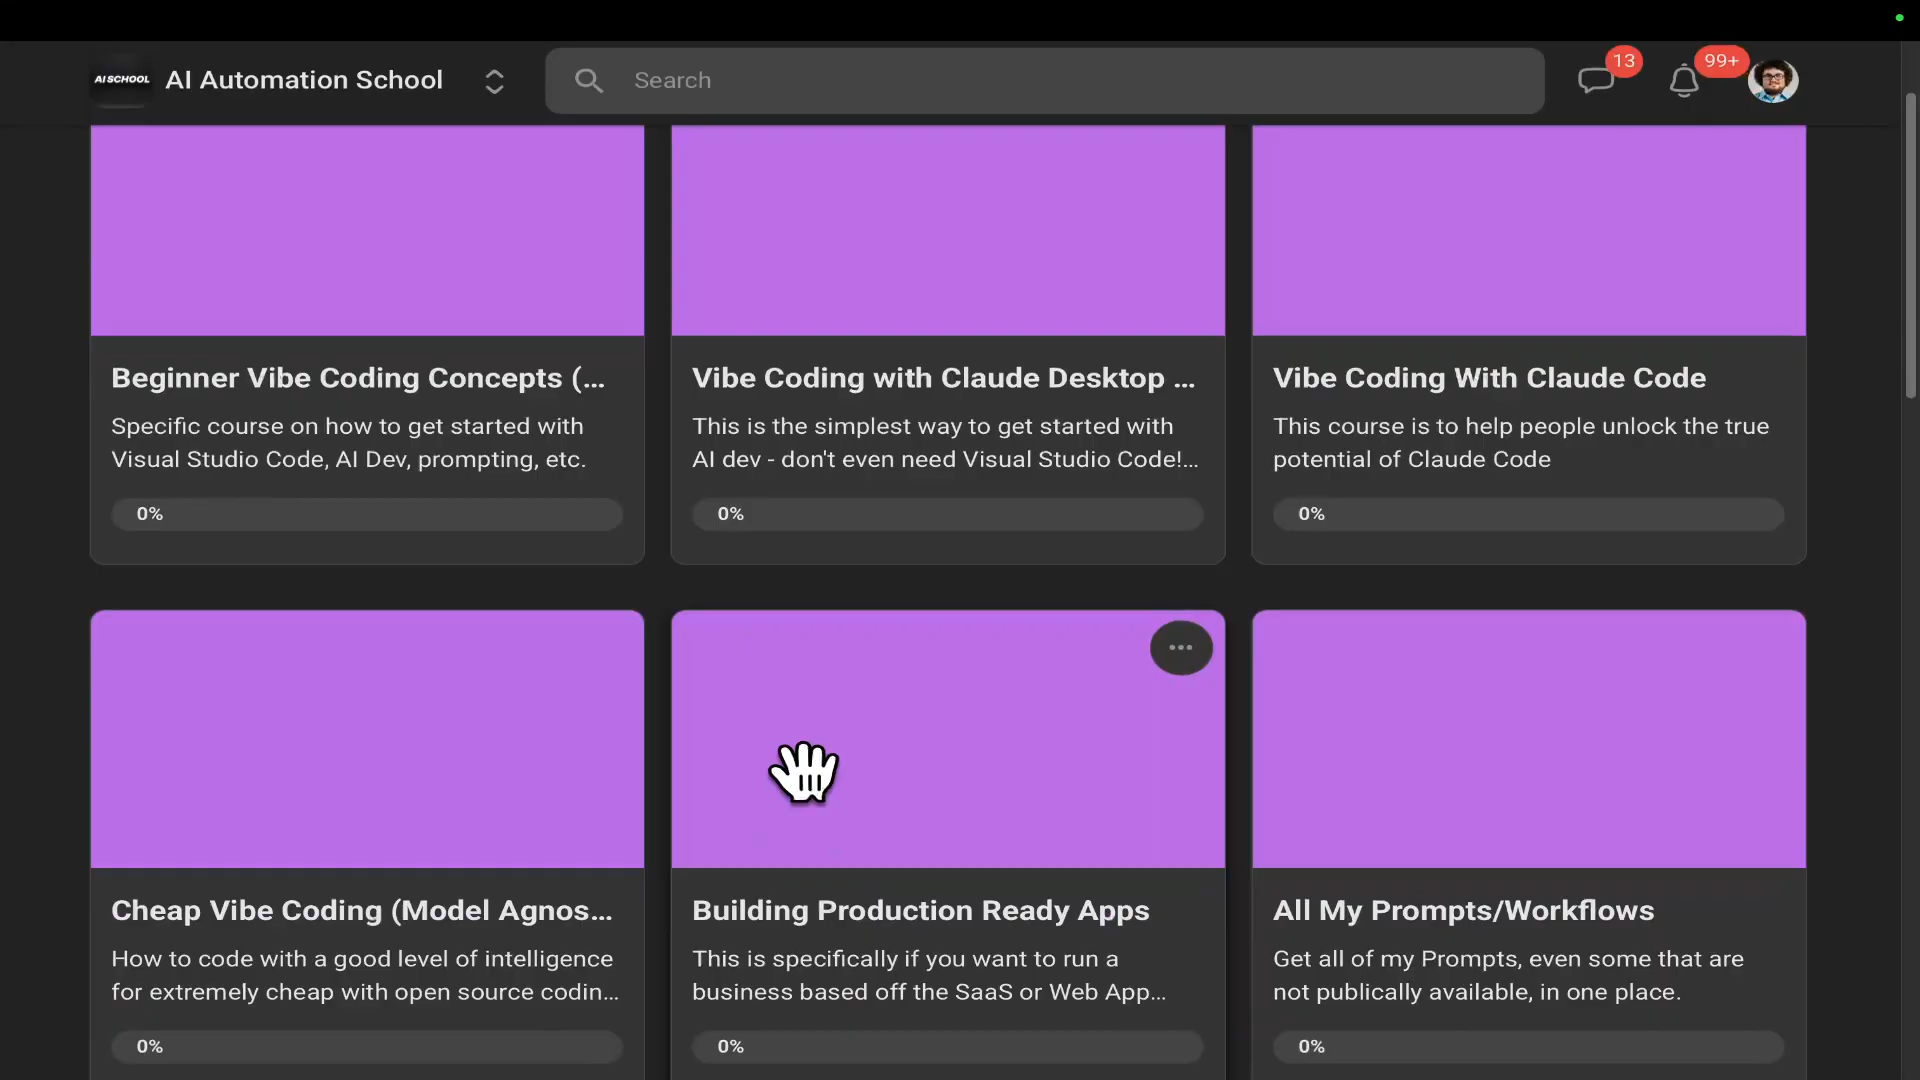 AI SCHOOL
AI Automation School
Search
13
99+
Beginner Vibe Coding Concepts (...
Specific course on how to get started with
Visual Studio Code, AI Dev, prompting, etc.
0%
Vibe Coding with Claude Desktop ...
This is the simplest way to get started with
AI dev - don't even need Visual Studio Code!...
0%
Vibe Coding With Claude Code
This course is to help people unlock the true
potential of Claude Code
0%
Cheap Vibe Coding (Model Agnos...
How to code with a good level of intelligence
for extremely cheap with open source codin...
0%
Building Production Ready Apps
This is specifically if you want to run a
business based off the SaaS or Web App...
0%
All My Prompts/Workflows
Get all of my Prompts, even some that are
not publically available, in one place.
0%